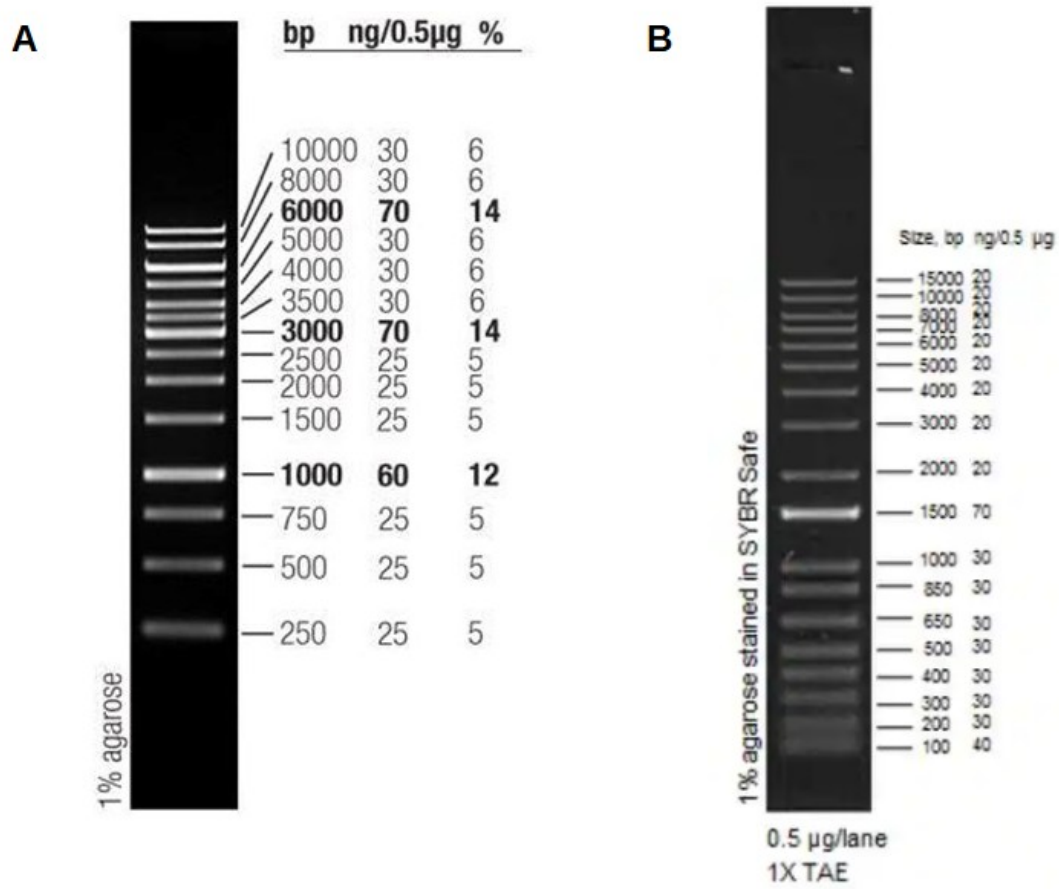 A
bp ng/0.5µg %
10000 30 6
8000 30 6
6000 70 14
5000 30 6
4000 30 6
3500 30 6
3000 70 14
2500 25 5
2000 25 5
1500 25 5
1000 60 12
750 25 5
500 25 5
250 25 5
1% agarose
B
Size, bp ng/0.5 µg
15000 20
10000 20
8000 20
7000 20
6000 20
5000 20
4000 20
3000 20
2000 20
1500 70
1000 30
850 30
650 30
500 30
400 30
300 30
200 30
100 40
1% agarose stained in SYBR Safe
0.5 µg/lane
1X TAE